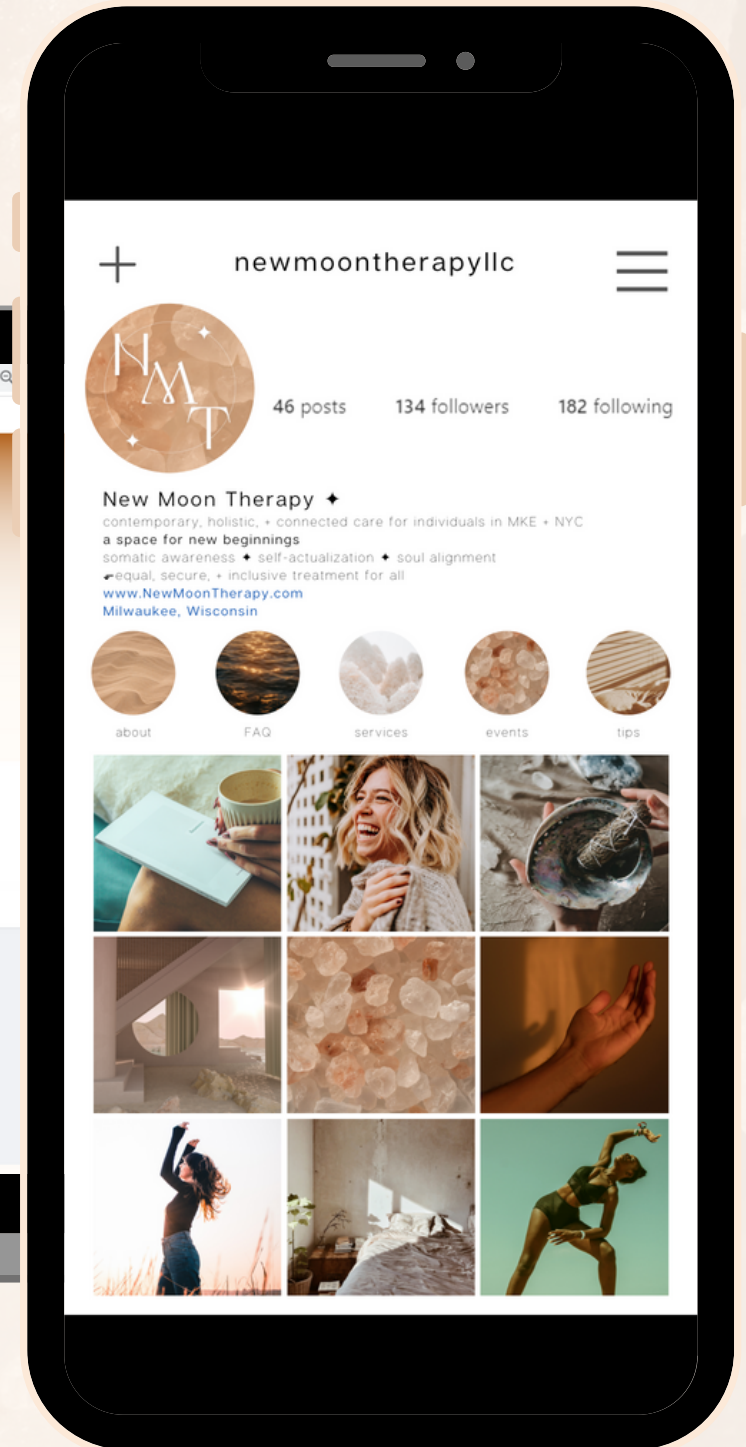 newmoontherapyllc
NMT
46 posts 134 followers 182 following
New Moon Therapy ✦
contemporary, holistic, + connected care for individuals in MKE + NYC
a space for new beginnings
somatic awareness ✦ self-actualization ✦ soul alignment
equal, secure, + inclusive treatment for all
www.NewMoonTherapy.com
Milwaukee, Wisconsin
about FAQ services events tips